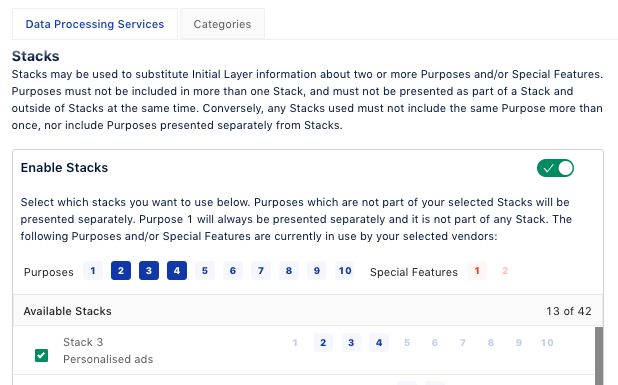 Data Processing Services Categories
Stacks
Stacks may be used to substitute Initial Layer information about two or more Purposes and/or Special Features.
Purposes must not be included in more than one Stack, and must not be presented as part of a Stack and
outside of Stacks at the same time. Conversely, any Stacks used must not include the same Purpose more than
once, nor include Purposes presented separately from Stacks.
Enable Stacks
Select which stacks you want to use below. Purposes which are not part of your selected Stacks will be
presented separately. Purpose 1 will always be presented separately and it is not part of any Stack. The
following Purposes and/or Special Features are currently in use by your selected vendors:
Purposes 1 2 3 4 5 6 7 8 9 10 Special Features 1 2
Available Stacks 13 of 42
Stack 3 1 2 3 4 5 6 7 8 9 10
Personalised ads